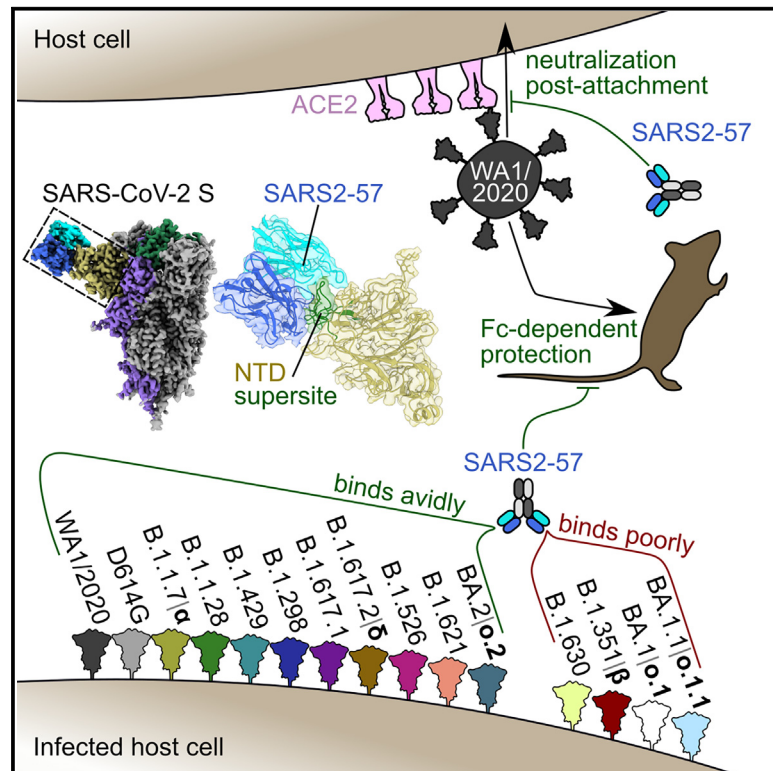 Host cell
neutralization
post-attachment
ACE2
SARS2-57
WA1/
2020
SARS-CoV-2 S
SARS2-57
Fc-dependent
protection
NTD
supersite
SARS2-57
binds avidly
binds poorly
WA1/2020
D614G
B.1.1.7|α
B.1.1.28
B.1.429
B.1.298
B.1.617.1
B.1.617.2|δ
B.1.526
B.1.621
BA.2|o.2
B.1.630
B.1.351|β
BA.1|o.1
BA.1.1|o.1.1
Infected host cell